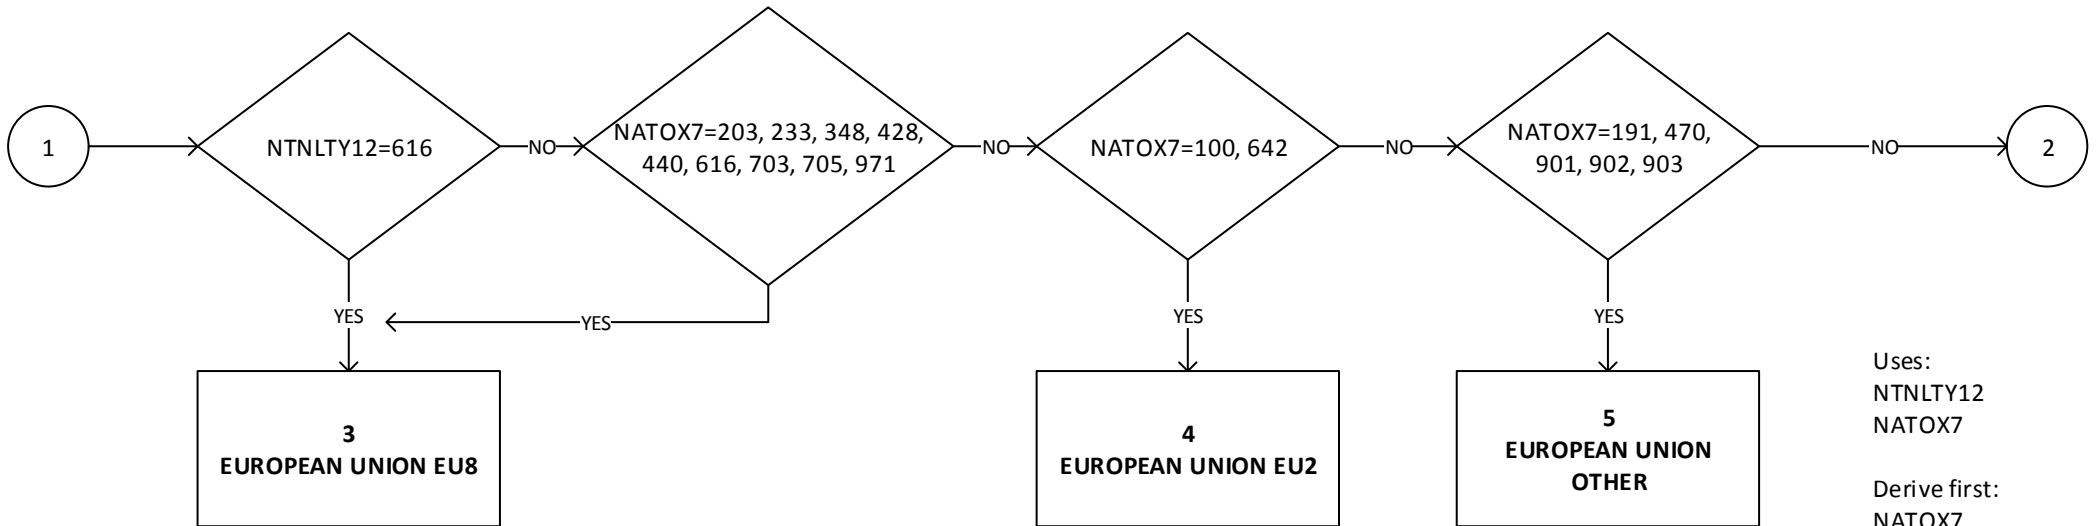 1
NTNLTY12=616
NO
NATOX7=203, 233, 348, 428,
440, 616, 703, 705, 971
NO
NATOX7=100, 642
NO
NATOX7=191, 470,
901, 902, 903
NO
2
YES
YES
YES
YES
3
EUROPEAN UNION EU8
4
EUROPEAN UNION EU2
5
EUROPEAN UNION
OTHER
Uses:
NTNLTY12
NATOX7
Derive first:
NATOX7